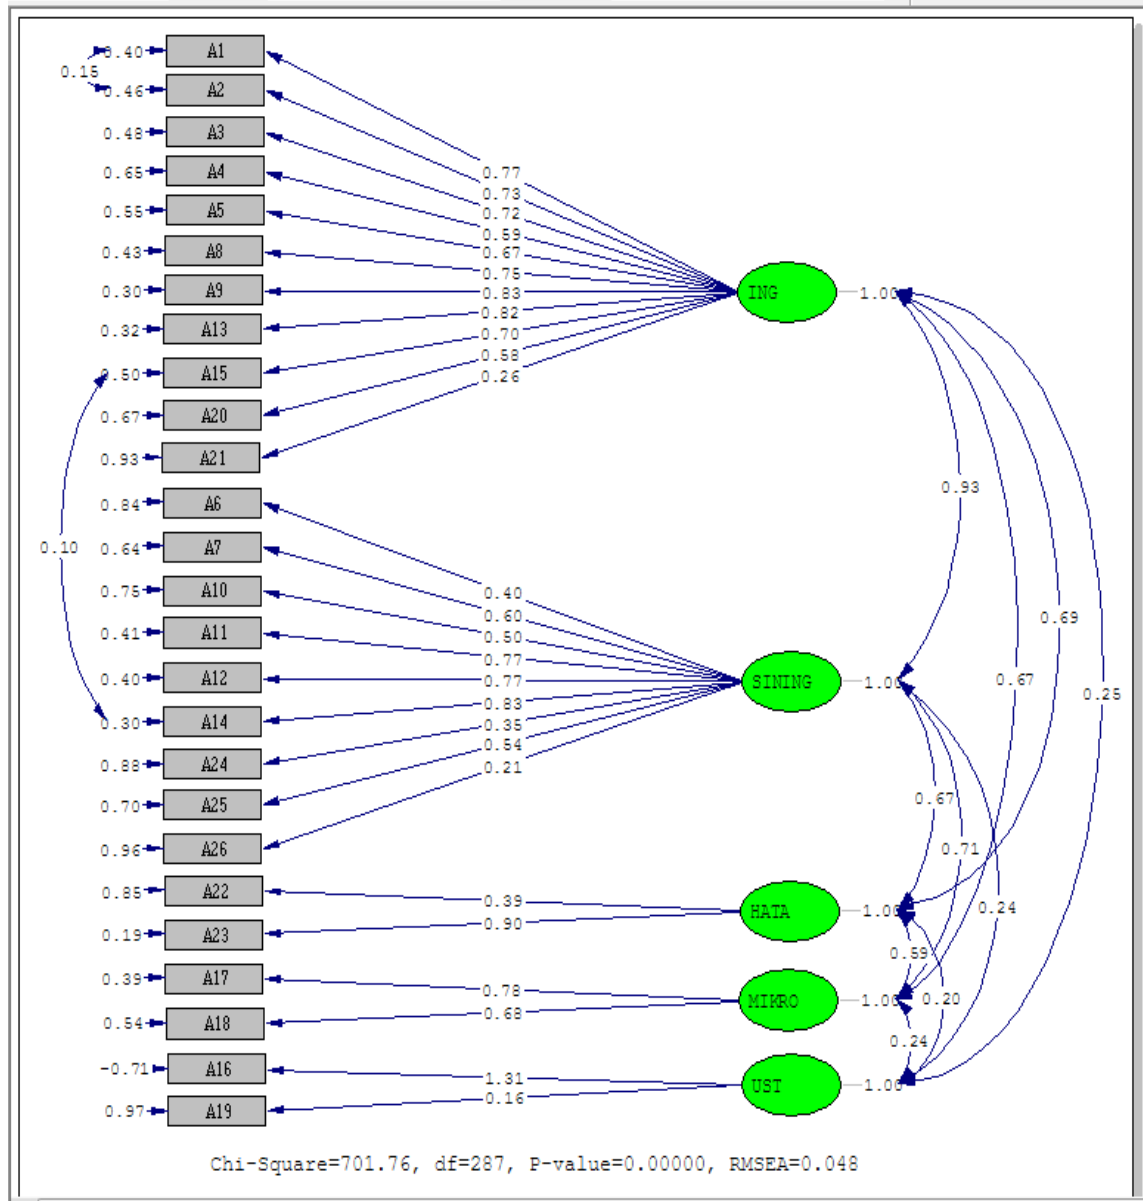 0.40 A1
0.15
0.46 A2
0.48 A3
0.65 A4
0.77
0.73
0.55 A5
0.72
0.59
0.43 A8
0.67
0.75
0.30 A9
ING 1.00
0.83
0.82
0.32 A13
0.70
0.58
0.50 A15
0.26
0.67 A20
0.93 A21
0.93
0.84 A6
0.10
0.64 A7
0.75 A10
0.40
0.60
0.69
0.41 A11
0.50
0.77
0.40 A12
0.77
SINING 1.00
0.67
0.25
0.83
0.30 A14
0.35
0.54
0.88 A24
0.21
0.70 A25
0.67
0.96 A26
0.71
0.85 A22
0.39
0.24
HATA 1.00
0.90
0.19 A23
0.59
0.39 A17
0.78
MIKRO 1.00
0.20
0.68
0.54 A18
0.24
-0.71 A16
1.31
UST 1.00
0.16
0.97 A19
Chi-Square=701.76, df=287, P-value=0.00000, RMSEA=0.048